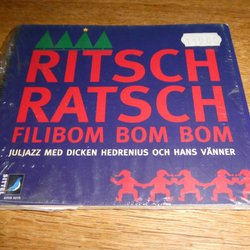 RITSCH
RATSCH
FILIBOM BOM BOM
JULJAZZ MED DICKEN HEDRENIUS OCH HANS VÄNNER